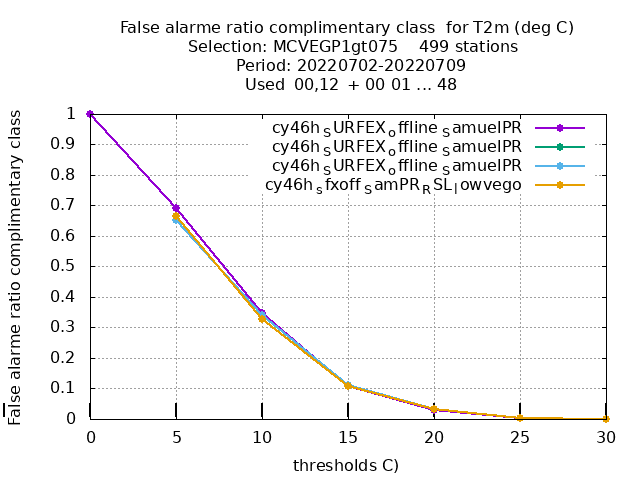 False alarme ratio complimentary class  for T2m (deg C)
Selection: MCVEGP1gt075    499 stations
Period: 20220702-20220709
Used  00,12  + 00 01 ... 48
False alarme ratio complimentary class
cy46h_SURFEX_offline_SamuelPR
cy46h_SURFEX_offline_SamuelPR
cy46h_SURFEX_offline_SamuelPR
cy46h_sfxoff_SamPR_RSL_lowvego
1
0.9
0.8
0.7
0.6
0.5
0.4
0.3
0.2
0.1
0
0 5 10 15 20 25 30
thresholds C)